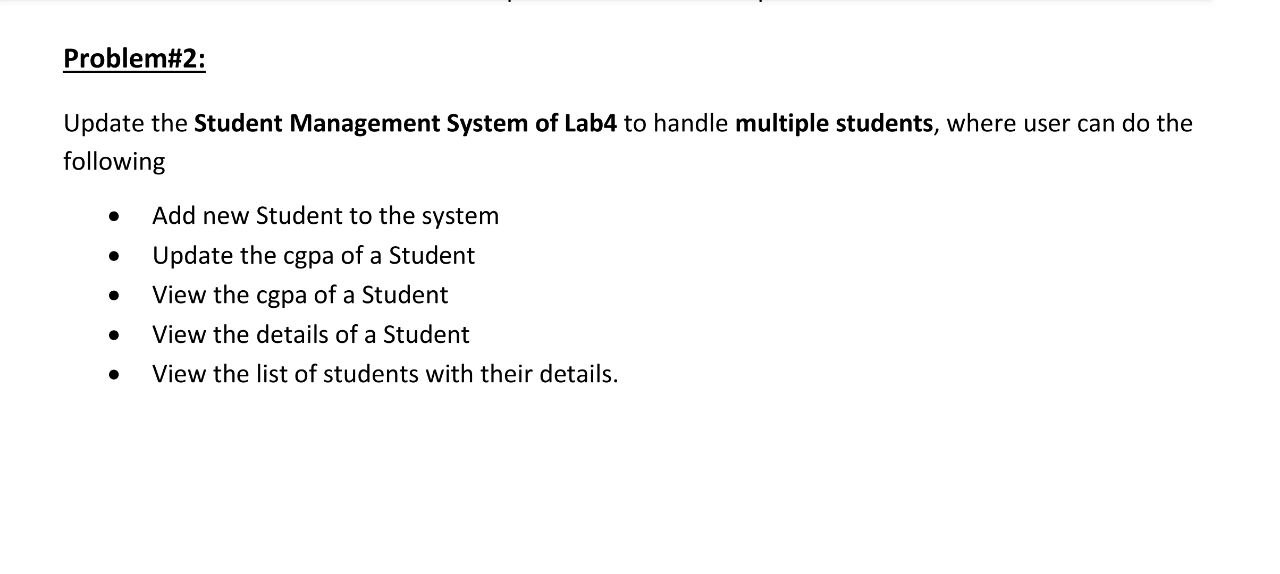 Problem#2:
Update the Student Management System of Lab4 to handle multiple students, where user can do the
following
• Add new Student to the system
• Update the cgpa of a Student
• View the cgpa of a Student
• View the details of a Student
• View the list of students with their details.